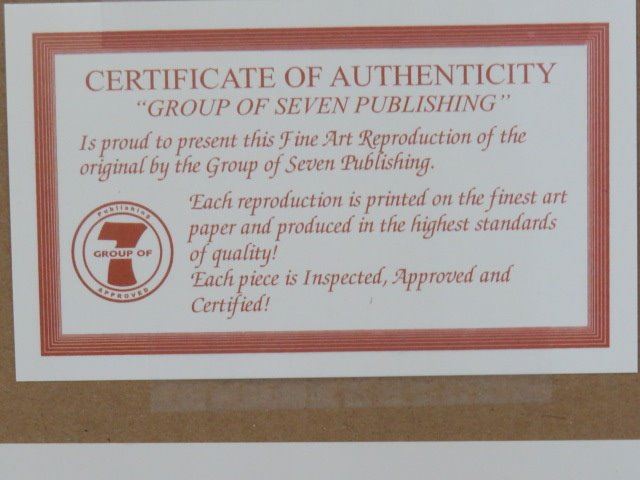 CERTIFICATE OF AUTHENTICITY
"GROUP OF SEVEN PUBLISHING"
Is proud to present this Fine Art Reproduction of the
original by the Group of Seven Publishing.
Each reproduction is printed on the finest art
paper and produced in the highest standards
of quality!
Each piece is Inspected, Approved and
Certified!
Publishing
7
GROUP OF
APPROVED